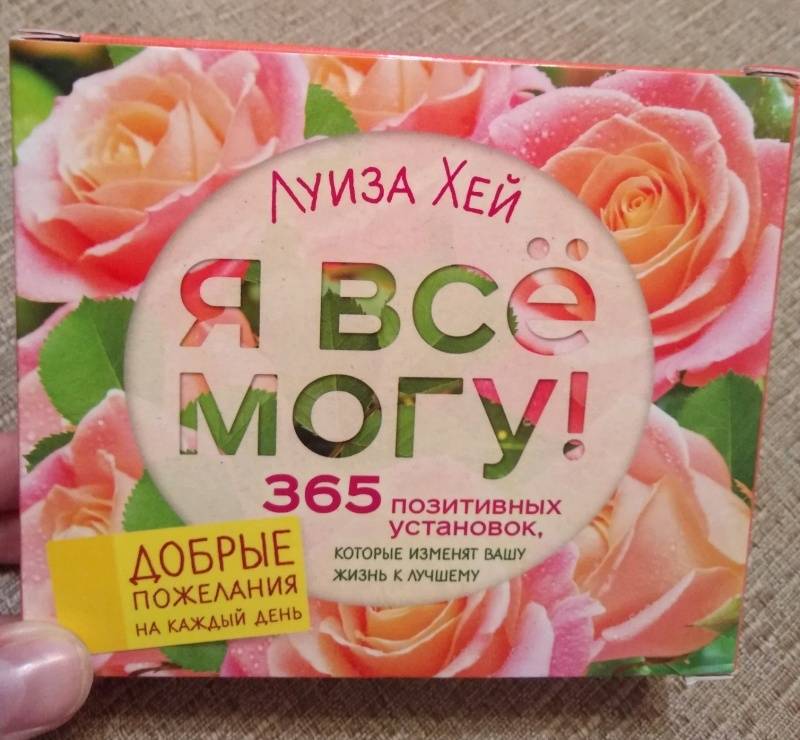 Луиза Хей
Я ВСЁ
МОГУ!
365 ПОЗИТИВНЫХ
УСТАНОВОК,
КОТОРЫЕ ИЗМЕНЯТ ВАШУ
ЖИЗНЬ К ЛУЧШЕМУ
ДОБРЫЕ
ПОЖЕЛАНИЯ
НА КАЖДЫЙ ДЕНЬ